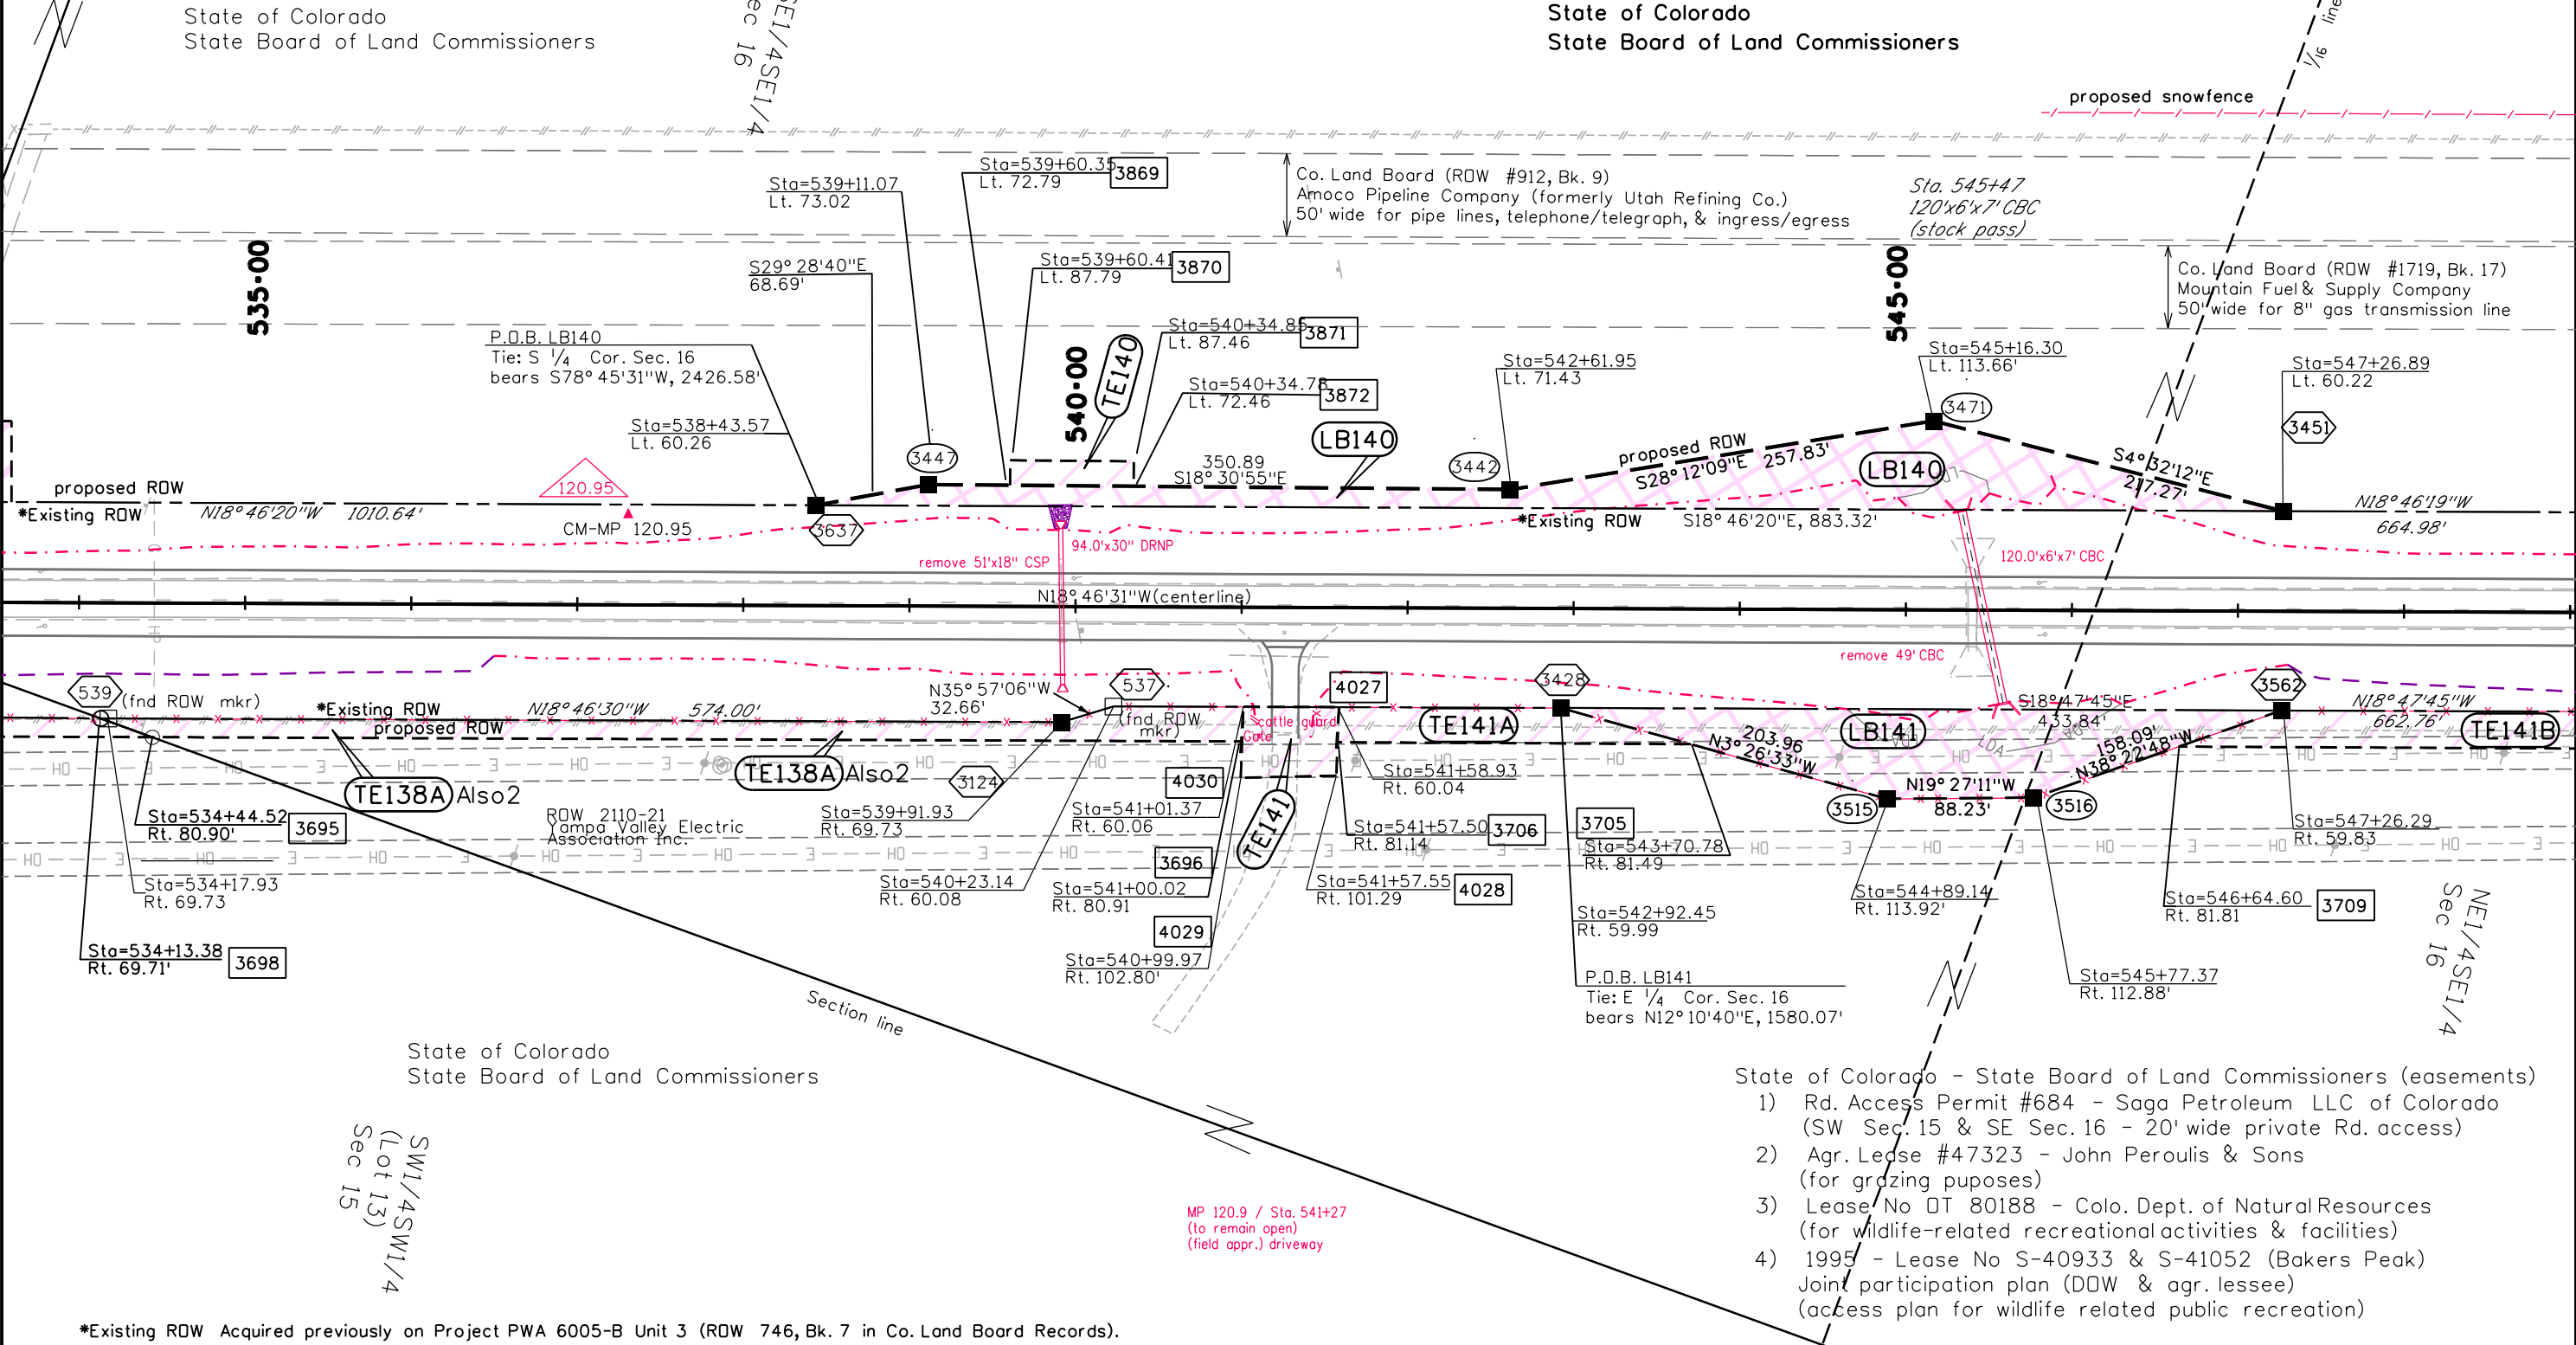 State of Colorado
State Board of Land Commissioners
SE1/4SE1/4
Sec 16
State of Colorado
State Board of Land Commissioners
1/16 line
proposed snowfence
Sta=539+60.35
Lt. 72.79
3869
Sta=539+11.07
Lt. 73.02
Co. Land Board (ROW #912, Bk. 9)
Amoco Pipeline Company (formerly Utah Refining Co.)
50' wide for pipe lines, telephone/telegraph, & ingress/egress
Sta. 545+47
120'x6'x7' CBC
(stock pass)
535+00
S29° 28'40"E
68.69'
Sta=539+60.41
Lt. 87.79
3870
545+00
Co. Land Board (ROW #1719, Bk. 17)
Mountain Fuel & Supply Company
50' wide for 8" gas transmission line
P.O.B. LB140
Tie: S 1/4 Cor. Sec. 16
bears S78° 45'31"W, 2426.58'
540+00
TE140
Sta=540+34.85
Lt. 87.46
3871
Sta=540+34.78
Lt. 72.46
3872
Sta=542+61.95
Lt. 71.43
Sta=545+16.30
Lt. 113.66'
Sta=547+26.89
Lt. 60.22
3451
Sta=538+43.57
Lt. 60.26
3447
LB140
3442
3471
proposed ROW
S28° 12'09"E 257.83'
LB140
S4° 32'12"E
217.27'
350.89
S18° 30'55"E
120.95
CM-MP 120.95
proposed ROW
*Existing ROW
N18° 46'20"W 1010.64'
3637
*Existing ROW
S18° 46'20"E, 883.32'
N18° 46'19"W
664.98'
remove 51'x18" CSP
94.0'x30" DRNP
120.0'x6'x7' CBC
N18° 46'31"W(centerline)
remove 49' CBC
539
(fnd ROW mkr)
*Existing ROW
N18° 46'30"W 574.00'
proposed ROW
N35° 57'06"W
32.66'
537
(fnd ROW
mkr)
cattle guard
Gate
4027
TE141A
3428
S18° 47'45"E
433.84'
3562
N18° 47'45"W
662.76'
TE141B
LB141
203.96
N3° 26'33"W
158.09'
N38° 22'48"W
N19° 27'11"W
88.23'
3515
3516
TE138A Also2
TE138A Also2
3124
4030
Sta=541+58.93
Rt. 60.04
Sta=534+44.52
Rt. 80.90'
3695
ROW 2110-21
Yampa Valley Electric
Association Inc.
Sta=539+91.93
Rt. 69.73
Sta=541+01.37
Rt. 60.06
TE141
Sta=541+57.50
Rt. 81.14
3706
3705
Sta=543+70.78
Rt. 81.49
Sta=547+26.29
Rt. 59.83
3696
Sta=534+17.93
Rt. 69.73
Sta=540+23.14
Rt. 60.08
Sta=541+00.02
Rt. 80.91
Sta=541+57.55
Rt. 101.29
4028
Sta=544+89.14
Rt. 113.92'
Sta=546+64.60
Rt. 81.81
3709
Sta=542+92.45
Rt. 59.99
4029
Sta=534+13.38
Rt. 69.71'
3698
Sta=540+99.97
Rt. 102.80'
P.O.B. LB141
Tie: E 1/4 Cor. Sec. 16
bears N12° 10'40"E, 1580.07'
Sta=545+77.37
Rt. 112.88'
NE1/4SE1/4
Sec 16
Section line
State of Colorado
State Board of Land Commissioners
SW1/4SW1/4
(Lot 13)
Sec 15
MP 120.9 / Sta. 541+27
(to remain open)
(field appr.) driveway
State of Colorado - State Board of Land Commissioners (easements)
1) Rd. Access Permit #684 - Saga Petroleum LLC of Colorado
(SW Sec. 15 & SE Sec. 16 - 20' wide private Rd. access)
2) Agr. Lease #47323 - John Peroulis & Sons
(for grazing puposes)
3) Lease No OT 80188 - Colo. Dept. of Natural Resources
(for wildlife-related recreational activities & facilities)
4) 1995 - Lease No S-40933 & S-41052 (Bakers Peak)
Joint participation plan (DOW & agr. lessee)
(access plan for wildlife related public recreation)
*Existing ROW Acquired previously on Project PWA 6005-B Unit 3 (ROW 746, Bk. 7 in Co. Land Board Records).